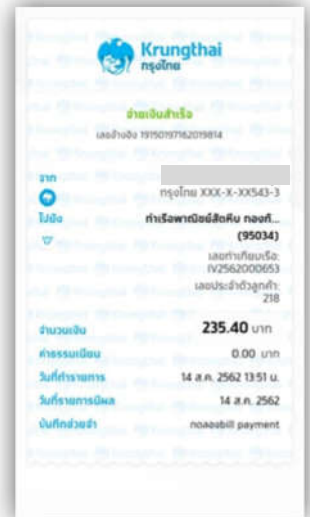 Krungthai
กรุงไทย
จ่ายเงินสำเร็จ
เลขอ้างอิง 19150197162019814
จาก
กรุงไทย XXX-X-XX543-3
ไปยัง ท่าเรือพาณิชย์สัตหีบ กองทั...
(95034)
เลขท่าเทียบเรือ:
IV2562000653
เลขประจำตัวลูกค้า:
218
จำนวนเงิน 235.40 บาท
ค่าธรรมเนียม 0.00 บาท
วันที่ทำรายการ 14 ส.ค. 2562 13:51 น.
วันที่รายการมีผล 14 ส.ค. 2562
บันทึกช่วยจำ ทดลองbill payment